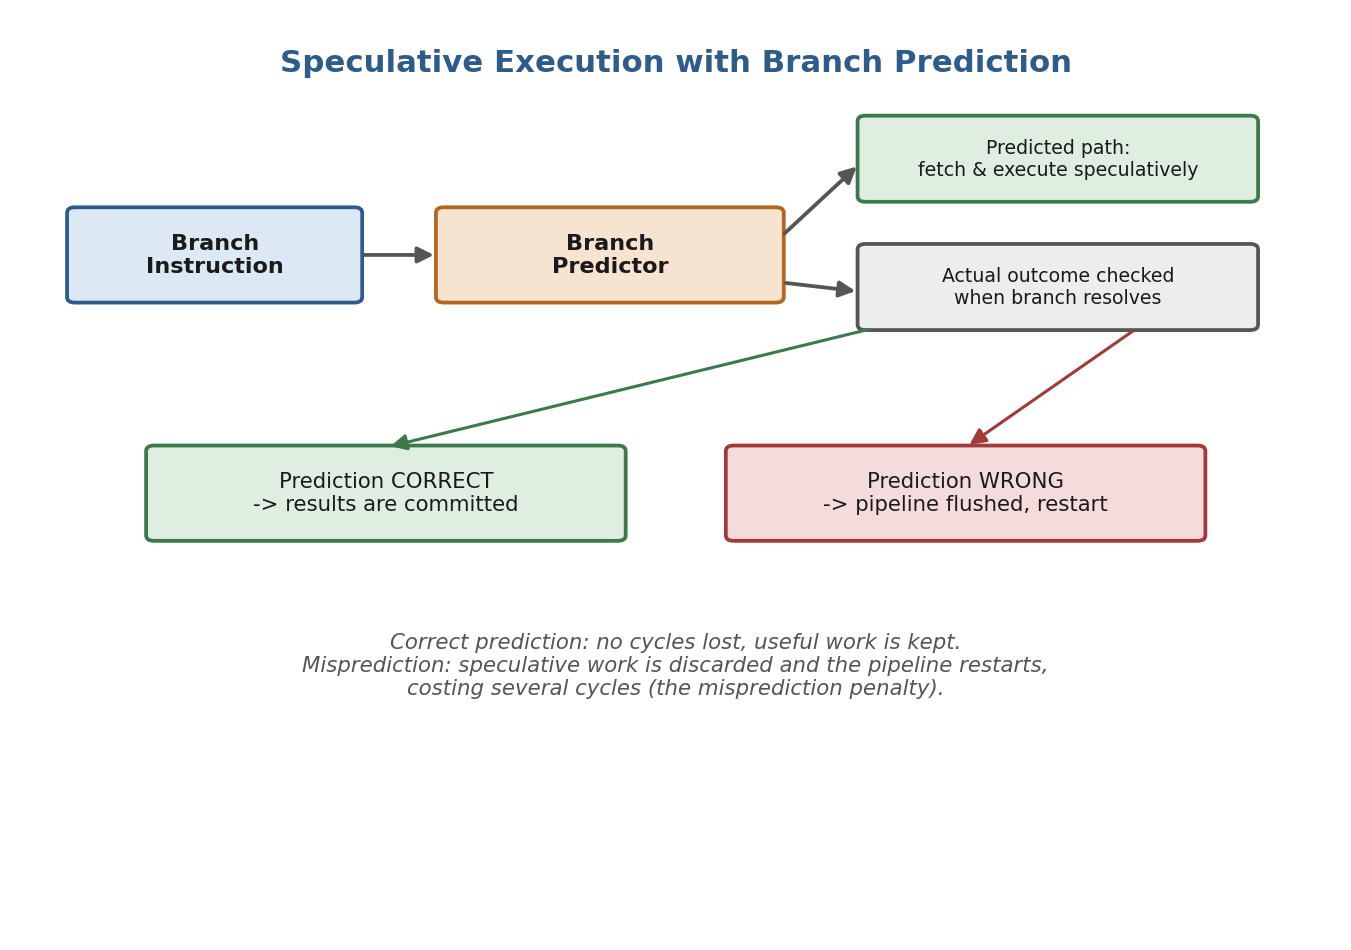 Speculative Execution with Branch Prediction
Predicted path:
fetch & execute speculatively
Branch
Instruction
Branch
Predictor
Actual outcome checked
when branch resolves
Prediction CORRECT
-> results are committed
Prediction WRONG
-> pipeline flushed, restart
Correct prediction: no cycles lost, useful work is kept.
Misprediction: speculative work is discarded and the pipeline restarts,
costing several cycles (the misprediction penalty).